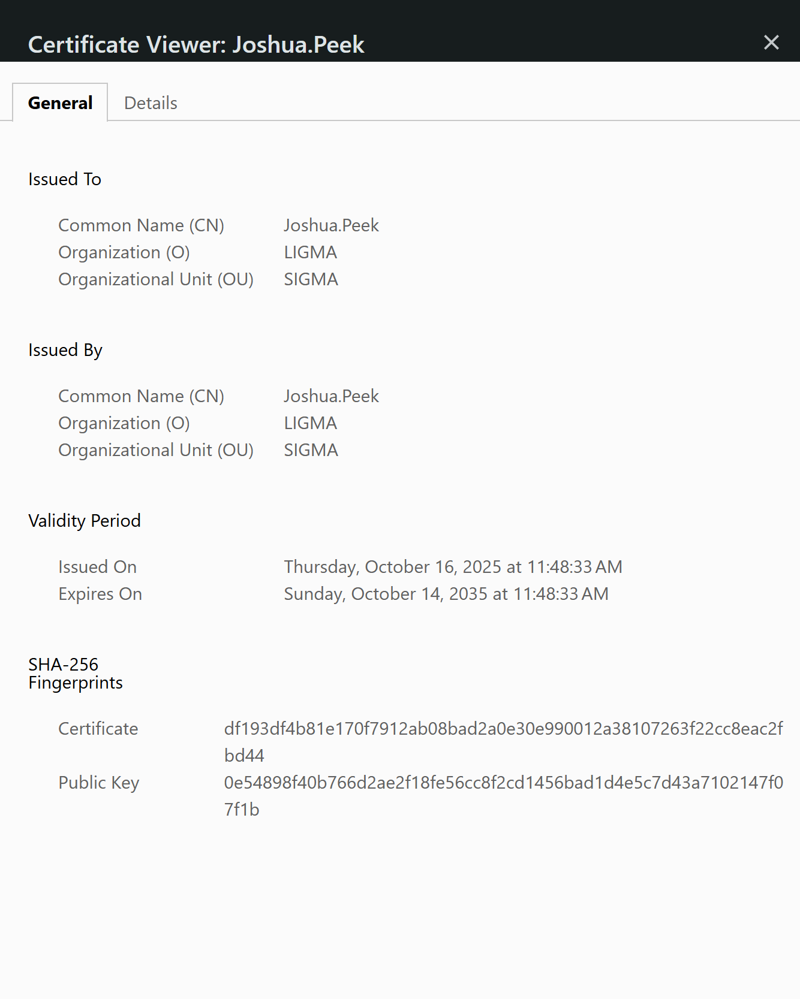 Certificate Viewer: Joshua.Peek
General Details
Issued To
Common Name (CN) Joshua.Peek
Organization (O) LIGMA
Organizational Unit (OU) SIGMA
Issued By
Common Name (CN) Joshua.Peek
Organization (O) LIGMA
Organizational Unit (OU) SIGMA
Validity Period
Issued On Thursday, October 16, 2025 at 11:48:33 AM
Expires On Sunday, October 14, 2035 at 11:48:33 AM
SHA-256
Fingerprints
Certificate df193df4b81e170f7912ab08bad2a0e30e990012a38107263f22cc8eac2f
bd44
Public Key 0e54898f40b766d2ae2f18fe56cc8f2cd1456bad1d4e5c7d43a7102147f0
7f1b